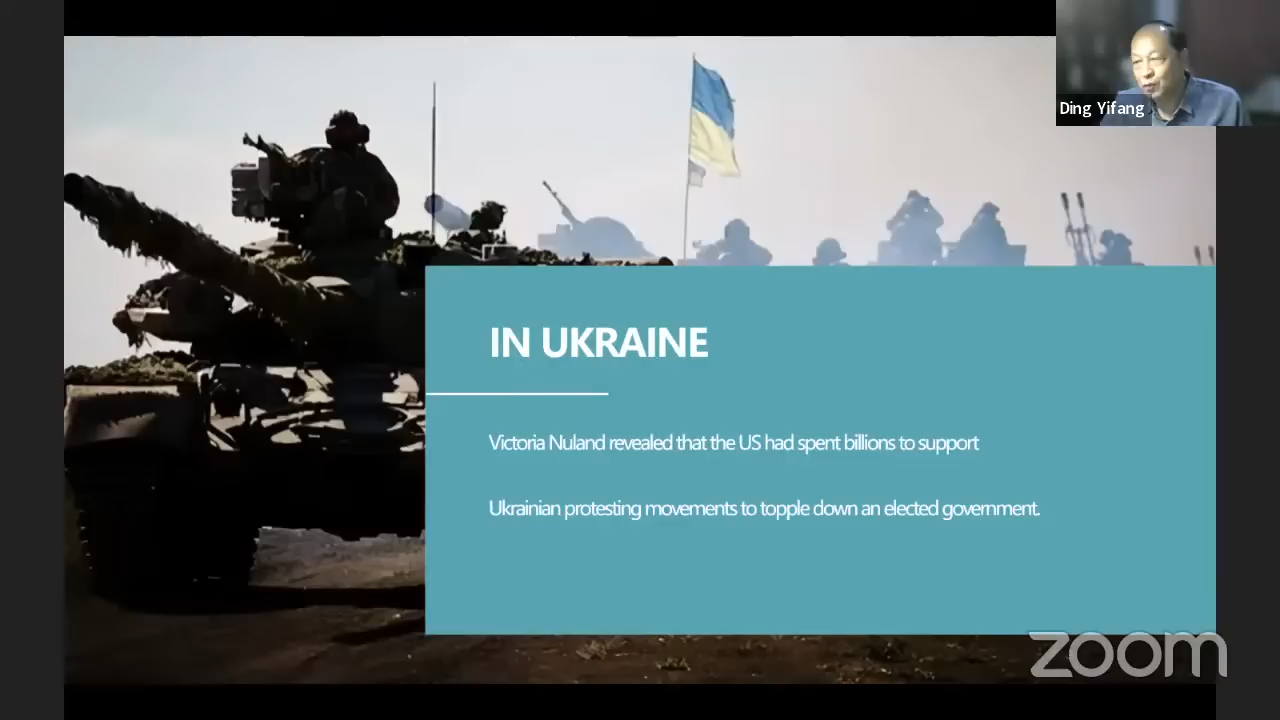 Ding Yifang
IN UKRAINE
Victoria Nuland revealed that the US had spent billions to support
Ukrainian protesting movements to topple down an elected government.
zoom